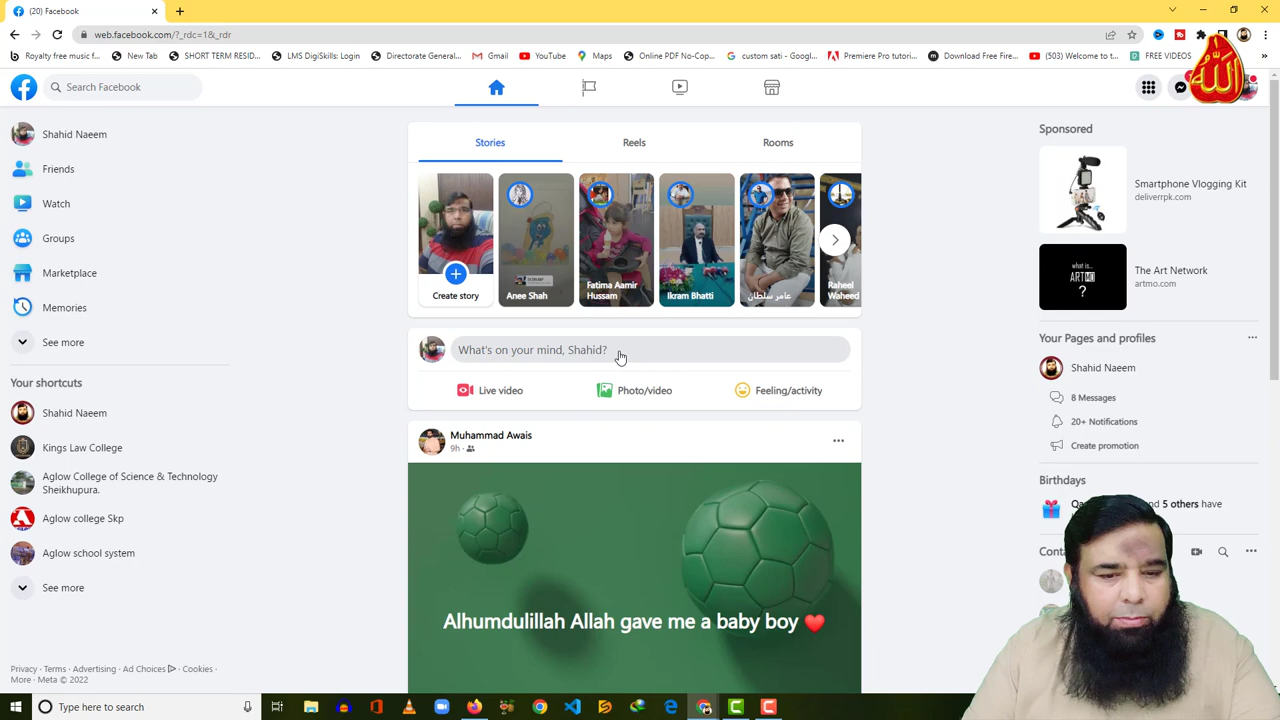 (20) Facebook
web.facebook.com/?_rdc=1&_rdr
Royalty free music f...
New Tab
SHORT TERM RESID...
LMS DigiSkills: Login
Directorate General...
Gmail
YouTube
Maps
Online PDF No-Cop...
custom sati - Googl...
Premiere Pro tutori...
Download Free Fire...
(503) Welcome to t...
FREE VIDEOS
Search Facebook
الله
Shahid Naeem
Friends
Watch
Groups
Marketplace
Memories
See more
Your shortcuts
Shahid Naeem
Kings Law College
Aglow College of Science & Technology
Sheikhupura.
Aglow college Skp
Aglow school system
See more
Privacy · Terms · Advertising · Ad Choices · Cookies ·
More · Meta © 2022
Stories
Reels
Rooms
Create story
Anee Shah
Fatima Aamir
Hussam
Ikram Bhatti
عامر سلطان
Raheel
Waheed
What's on your mind, Shahid?
Live video
Photo/video
Feeling/activity
Muhammad Awais
9h ·
Alhumdulillah Allah gave me a baby boy ❤️
Sponsored
Smartphone Vlogging Kit
deliverrpk.com
what is...
ARTMO
?
The Art Network
artmo.com
Your Pages and profiles
Shahid Naeem
8 Messages
20+ Notifications
Create promotion
Birthdays
5 others have
Type here to search